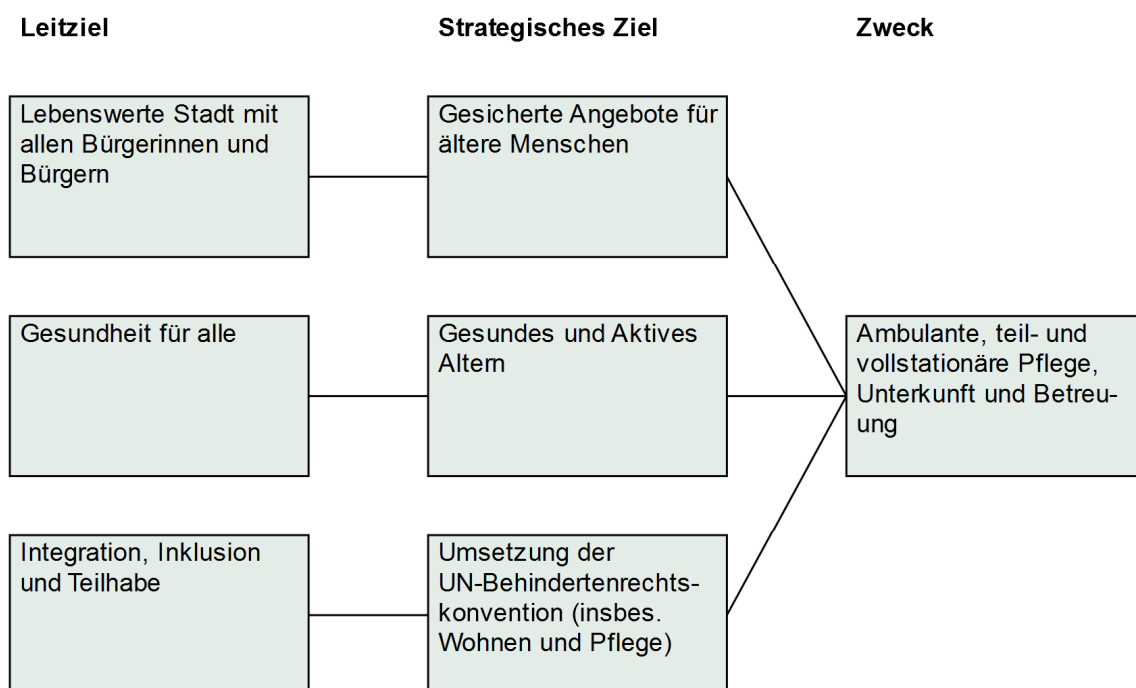 Leitziel
Strategisches Ziel
Zweck
Lebenswerte Stadt mit
allen Bürgerinnen und
Bürgern
Gesicherte Angebote für
ältere Menschen
Gesundheit für alle
Gesundes und Aktives
Altern
Ambulante, teil- und
vollstationäre Pflege,
Unterkunft und Betreu-
ung
Integration, Inklusion
und Teilhabe
Umsetzung der
UN-Behindertenrechts-
konvention (insbes.
Wohnen und Pflege)